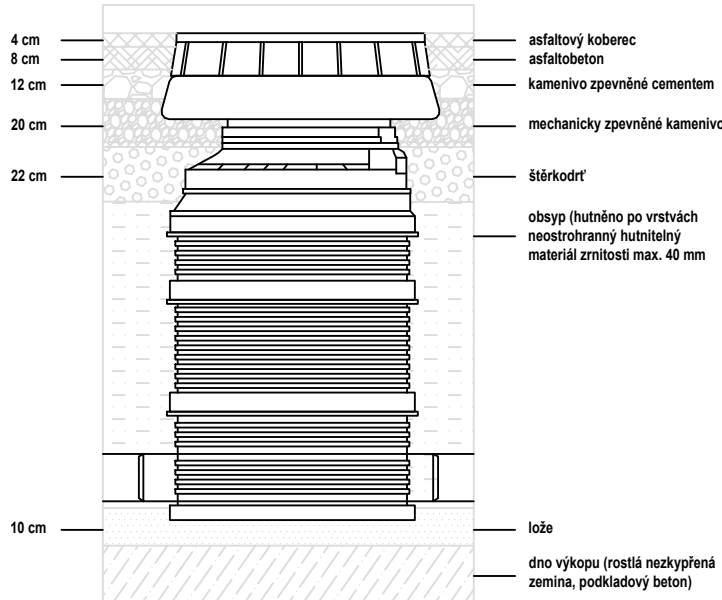 4 cm asfaltový koberec
8 cm asfaltobeton
12 cm kamenivo zpevněné cementem
20 cm mechanicky zpevněné kamenivo
22 cm štěrkodrť
obsyp (hutněno po vrstvách
neostrohranný hutnitelný
materiál zrnitosti max. 40 mm
10 cm lože
dno výkopu (rostlá nezkypřená
zemina, podkladový beton)